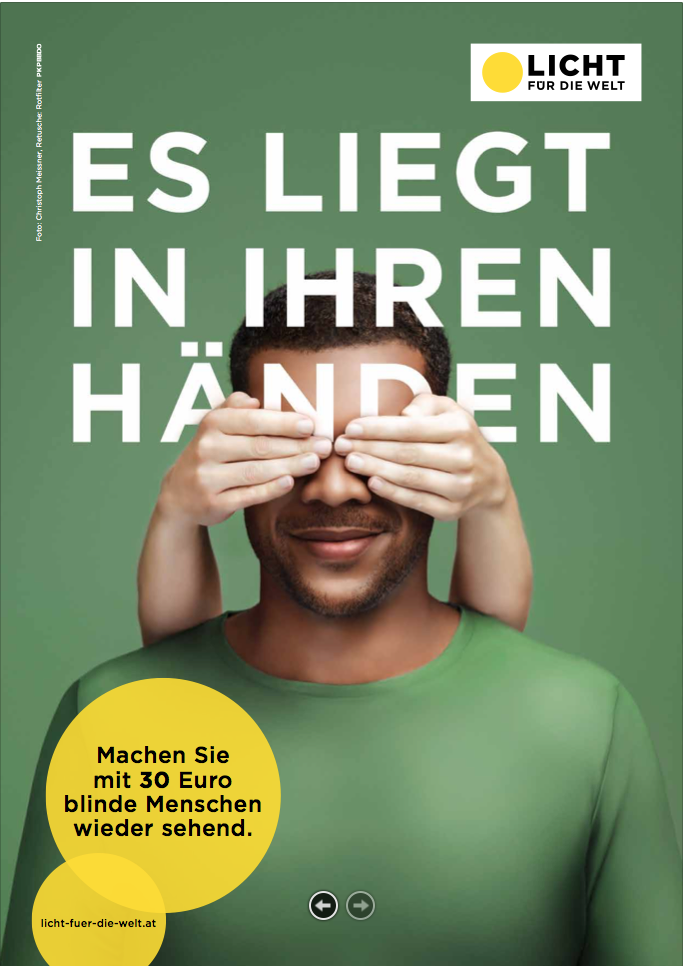 Foto: Christoph Meissner, Retusche: Rotfilter PKPBBDO
LICHT
FÜR DIE WELT
ES LIEGT
IN IHREN
HÄNDEN
Machen Sie
mit 30 Euro
blinde Menschen
wieder sehend.
licht-fuer-die-welt.at